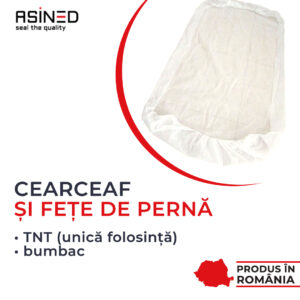 ASINED
seal the quality
CEARCEAF
ȘI FEȚE DE PERNĂ
• TNT (unică folosință)
• bumbac
PRODUS ÎN
ROMÂNIA